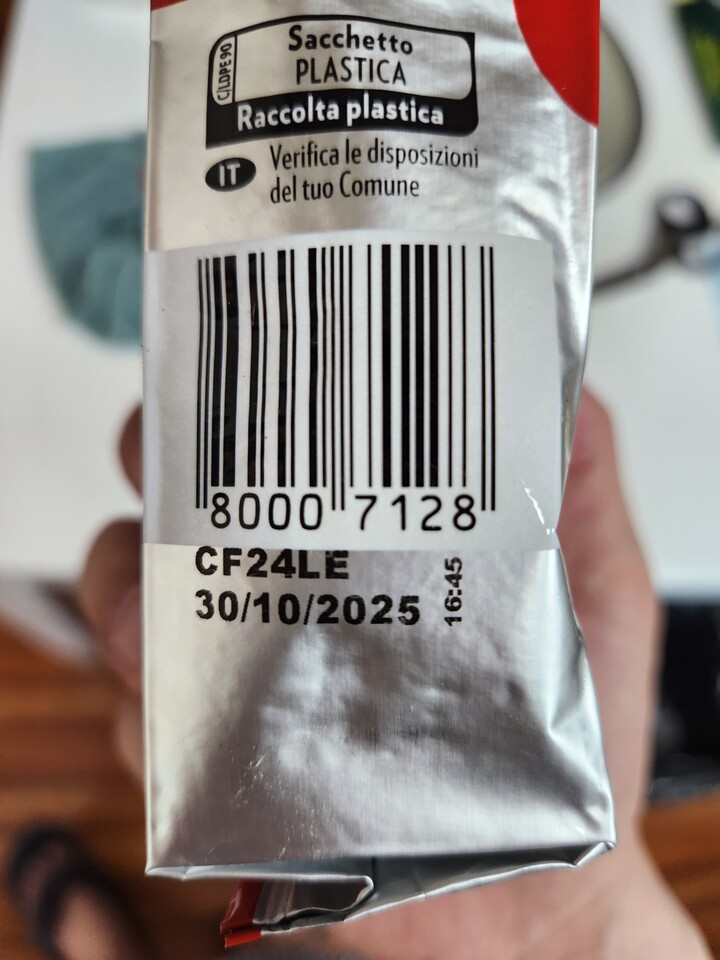 C/LDPE 90
Sacchetto
PLASTICA
Raccolta plastica
IT
Verifica le disposizioni
del tuo Comune
8000 7128
CF24LE
30/10/2025
16:45